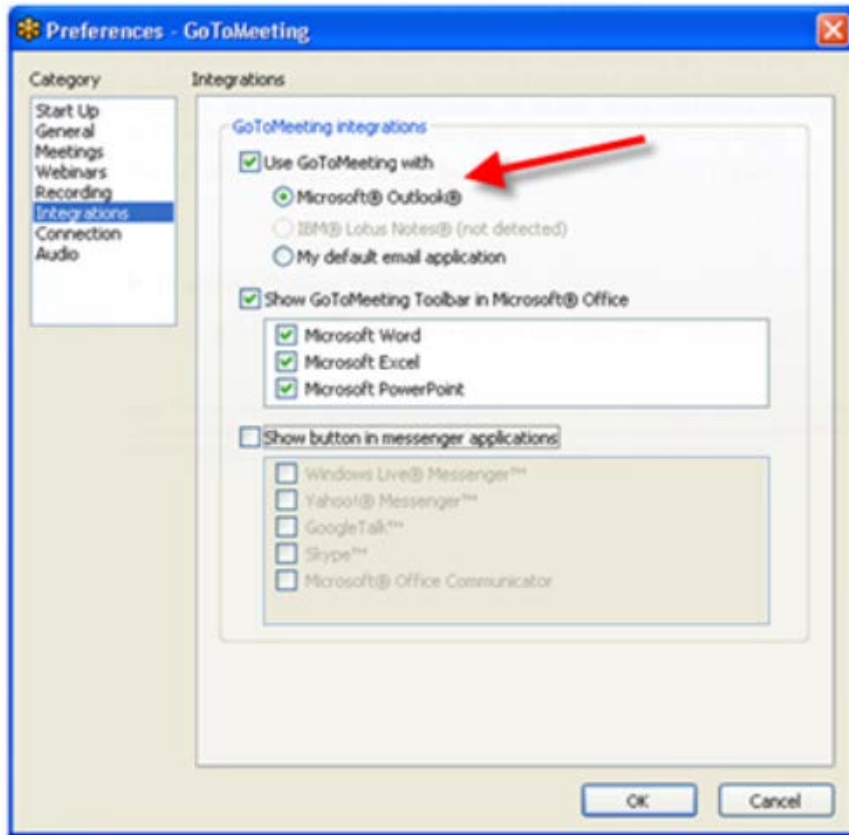 Preferences - GoToMeeting
Category
Integrations
Start Up
General
Meetings
Webinars
Recording
Integrations
Connection
Audio
GoToMeeting integrations
Use GoToMeeting with
Microsoft® Outlook®
IBM® Lotus Notes® (not detected)
My default email application
Show GoToMeeting Toolbar in Microsoft® Office
Microsoft Word
Microsoft Excel
Microsoft PowerPoint
Show button in messenger applications
Windows Live® Messenger™
Yahoo!® Messenger™
GoogleTalk™
Skype™
Microsoft® Office Communicator
OK
Cancel